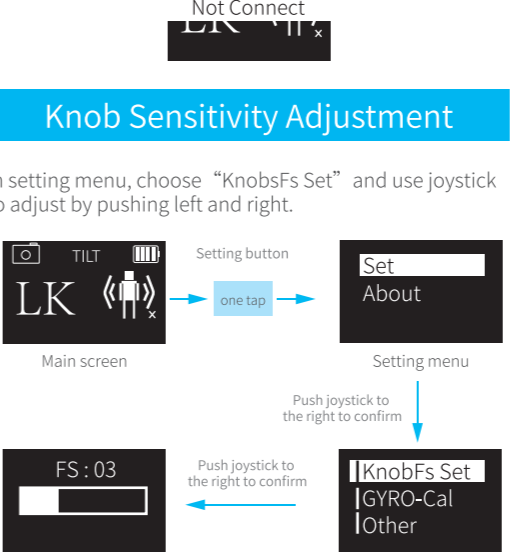 Not Connect
LK
x
Knob Sensitivity Adjustment
setting menu, choose “KnobsFs Set” and use joystick
adjust by pushing left and right.
TILT
LK
x
Main screen
Setting button
one tap
Set
About
Setting menu
Push joystick to
the right to confirm
KnobFs Set
GYRO-Cal
Other
Push joystick to
the right to confirm
FS : 03